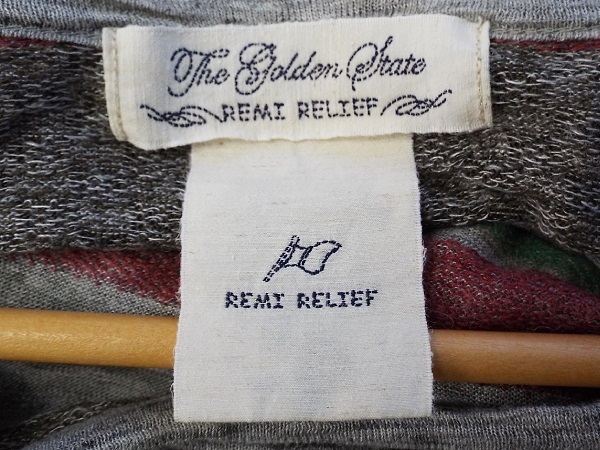 The Golden State
REMI RELIEF
REMI RELIEF